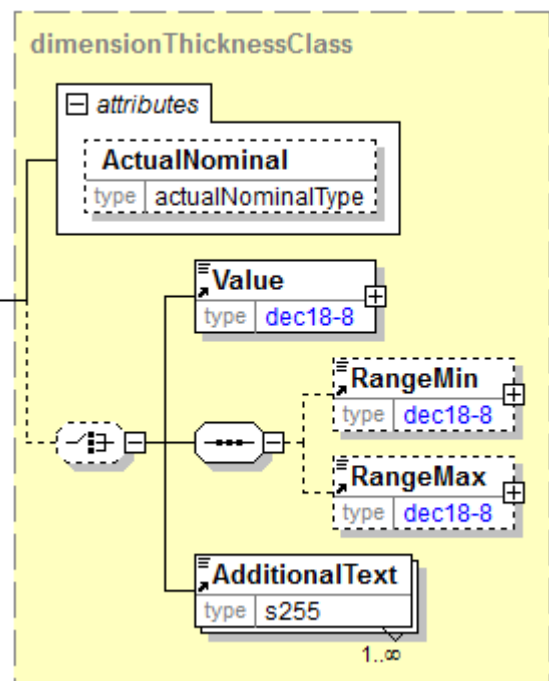 dimensionThicknessClass
attributes
ActualNominal
type actualNominalType
Value
type dec18-8
RangeMin
type dec18-8
RangeMax
type dec18-8
AdditionalText
type s255
1..∞